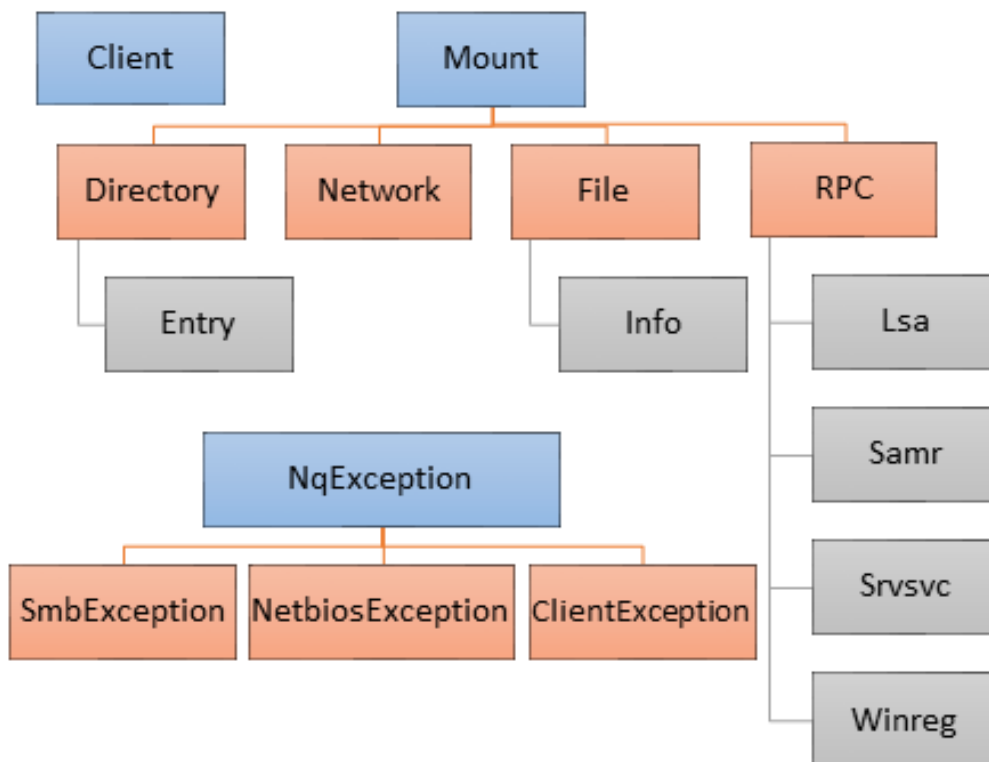 Client
Mount
Directory
Network
File
RPC
Entry
Info
Lsa
Samr
NqException
Srvsvc
SmbException
NetbiosException
ClientException
Winreg